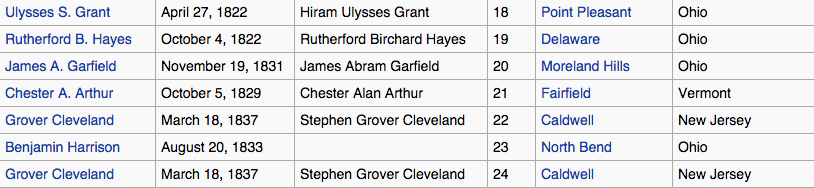 Ulysses S. Grant April 27, 1822 Hiram Ulysses Grant 18 Point Pleasant Ohio
Rutherford B. Hayes October 4, 1822 Rutherford Birchard Hayes 19 Delaware Ohio
James A. Garfield November 19, 1831 James Abram Garfield 20 Moreland Hills Ohio
Chester A. Arthur October 5, 1829 Chester Alan Arthur 21 Fairfield Vermont
Grover Cleveland March 18, 1837 Stephen Grover Cleveland 22 Caldwell New Jersey
Benjamin Harrison August 20, 1833 23 North Bend Ohio
Grover Cleveland March 18, 1837 Stephen Grover Cleveland 24 Caldwell New Jersey